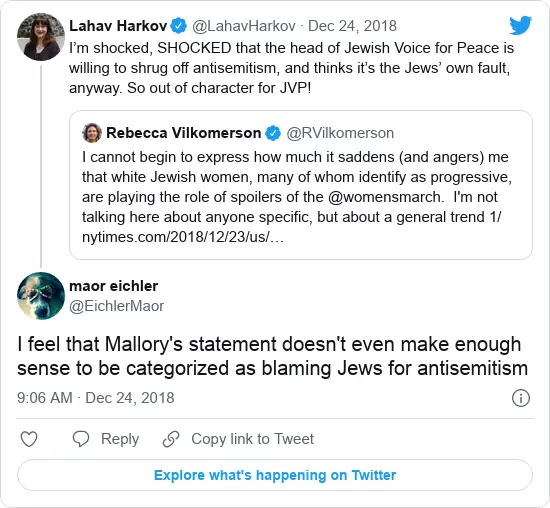 Lahav Harkov @LahavHarkov · Dec 24, 2018
I’m shocked, SHOCKED that the head of Jewish Voice for Peace is
willing to shrug off antisemitism, and thinks it’s the Jews’ own fault,
anyway. So out of character for JVP!
Rebecca Vilkomerson @RVilkomerson
I cannot begin to express how much it saddens (and angers) me
that white Jewish women, many of whom identify as progressive,
are playing the role of spoilers of the @womensmarch.  I'm not
talking here about anyone specific, but about a general trend 1/
nytimes.com/2018/12/23/us/…
maor eichler
@EichlerMaor
I feel that Mallory's statement doesn't even make enough
sense to be categorized as blaming Jews for antisemitism
9:06 AM · Dec 24, 2018
Reply Copy link to Tweet
Explore what's happening on Twitter